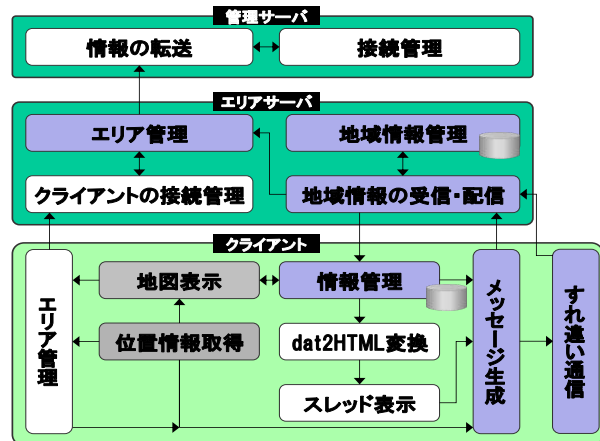 管理サーバ
情報の転送
接続管理
エリアサーバ
エリア管理
地域情報管理
クライアントの接続管理
地域情報の受信・配信
クライアント
エリア管理
地図表示
情報管理
メッセージ生成
すれ違い通信
位置情報取得
dat2HTML変換
スレッド表示